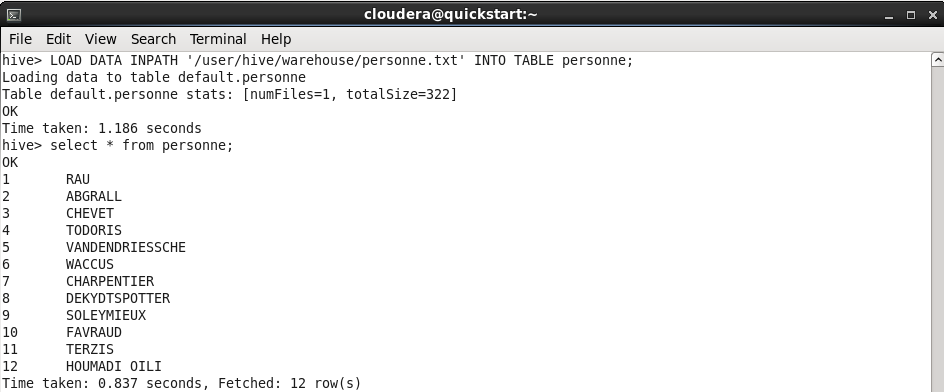 cloudera@quickstart:~
File Edit View Search Terminal Help
hive> LOAD DATA INPATH '/user/hive/warehouse/personne.txt' INTO TABLE personne;
Loading data to table default.personne
Table default.personne stats: [numFiles=1, totalSize=322]
OK
Time taken: 1.186 seconds
hive> select * from personne;
OK
1 RAU
2 ABGRALL
3 CHEVET
4 TODORIS
5 VANDENDRIESSCHE
6 WACCUS
7 CHARPENTIER
8 DEKYDTSPOTTER
9 SOLEYMIEUX
10 FAVRAUD
11 TERZIS
12 HOUMADI OILI
Time taken: 0.837 seconds, Fetched: 12 row(s)